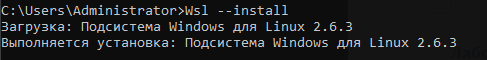 C:\Users\Administrator>Wsl --install
Загрузка: Подсистема Windows для Linux 2.6.3
Выполняется установка: Подсистема Windows для Linux 2.6.3